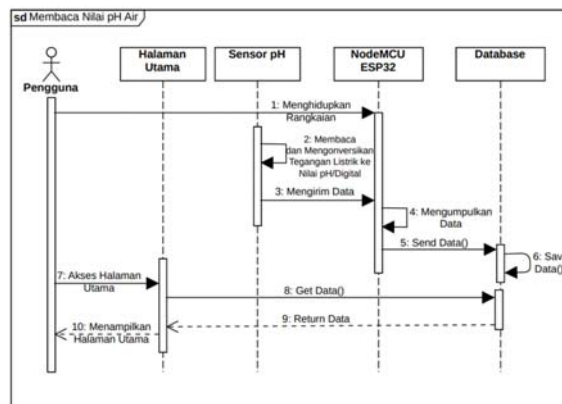 sd Membaca Nilai pH Air
Pengguna
Halaman
Utama
Sensor pH
NodeMCU
ESP32
Database
1: Menghidupkan
Rangkaian
2: Membaca
dan Mengonversikan
Tegangan Listrik ke
Nilai pH/Digital
3: Mengirim Data
4: Mengumpulkan
Data
5: Send Data()
6: Sav
Data()
7: Akses Halaman
Utama
8: Get Data()
9: Return Data
10: Menampilkan
Halaman Utama